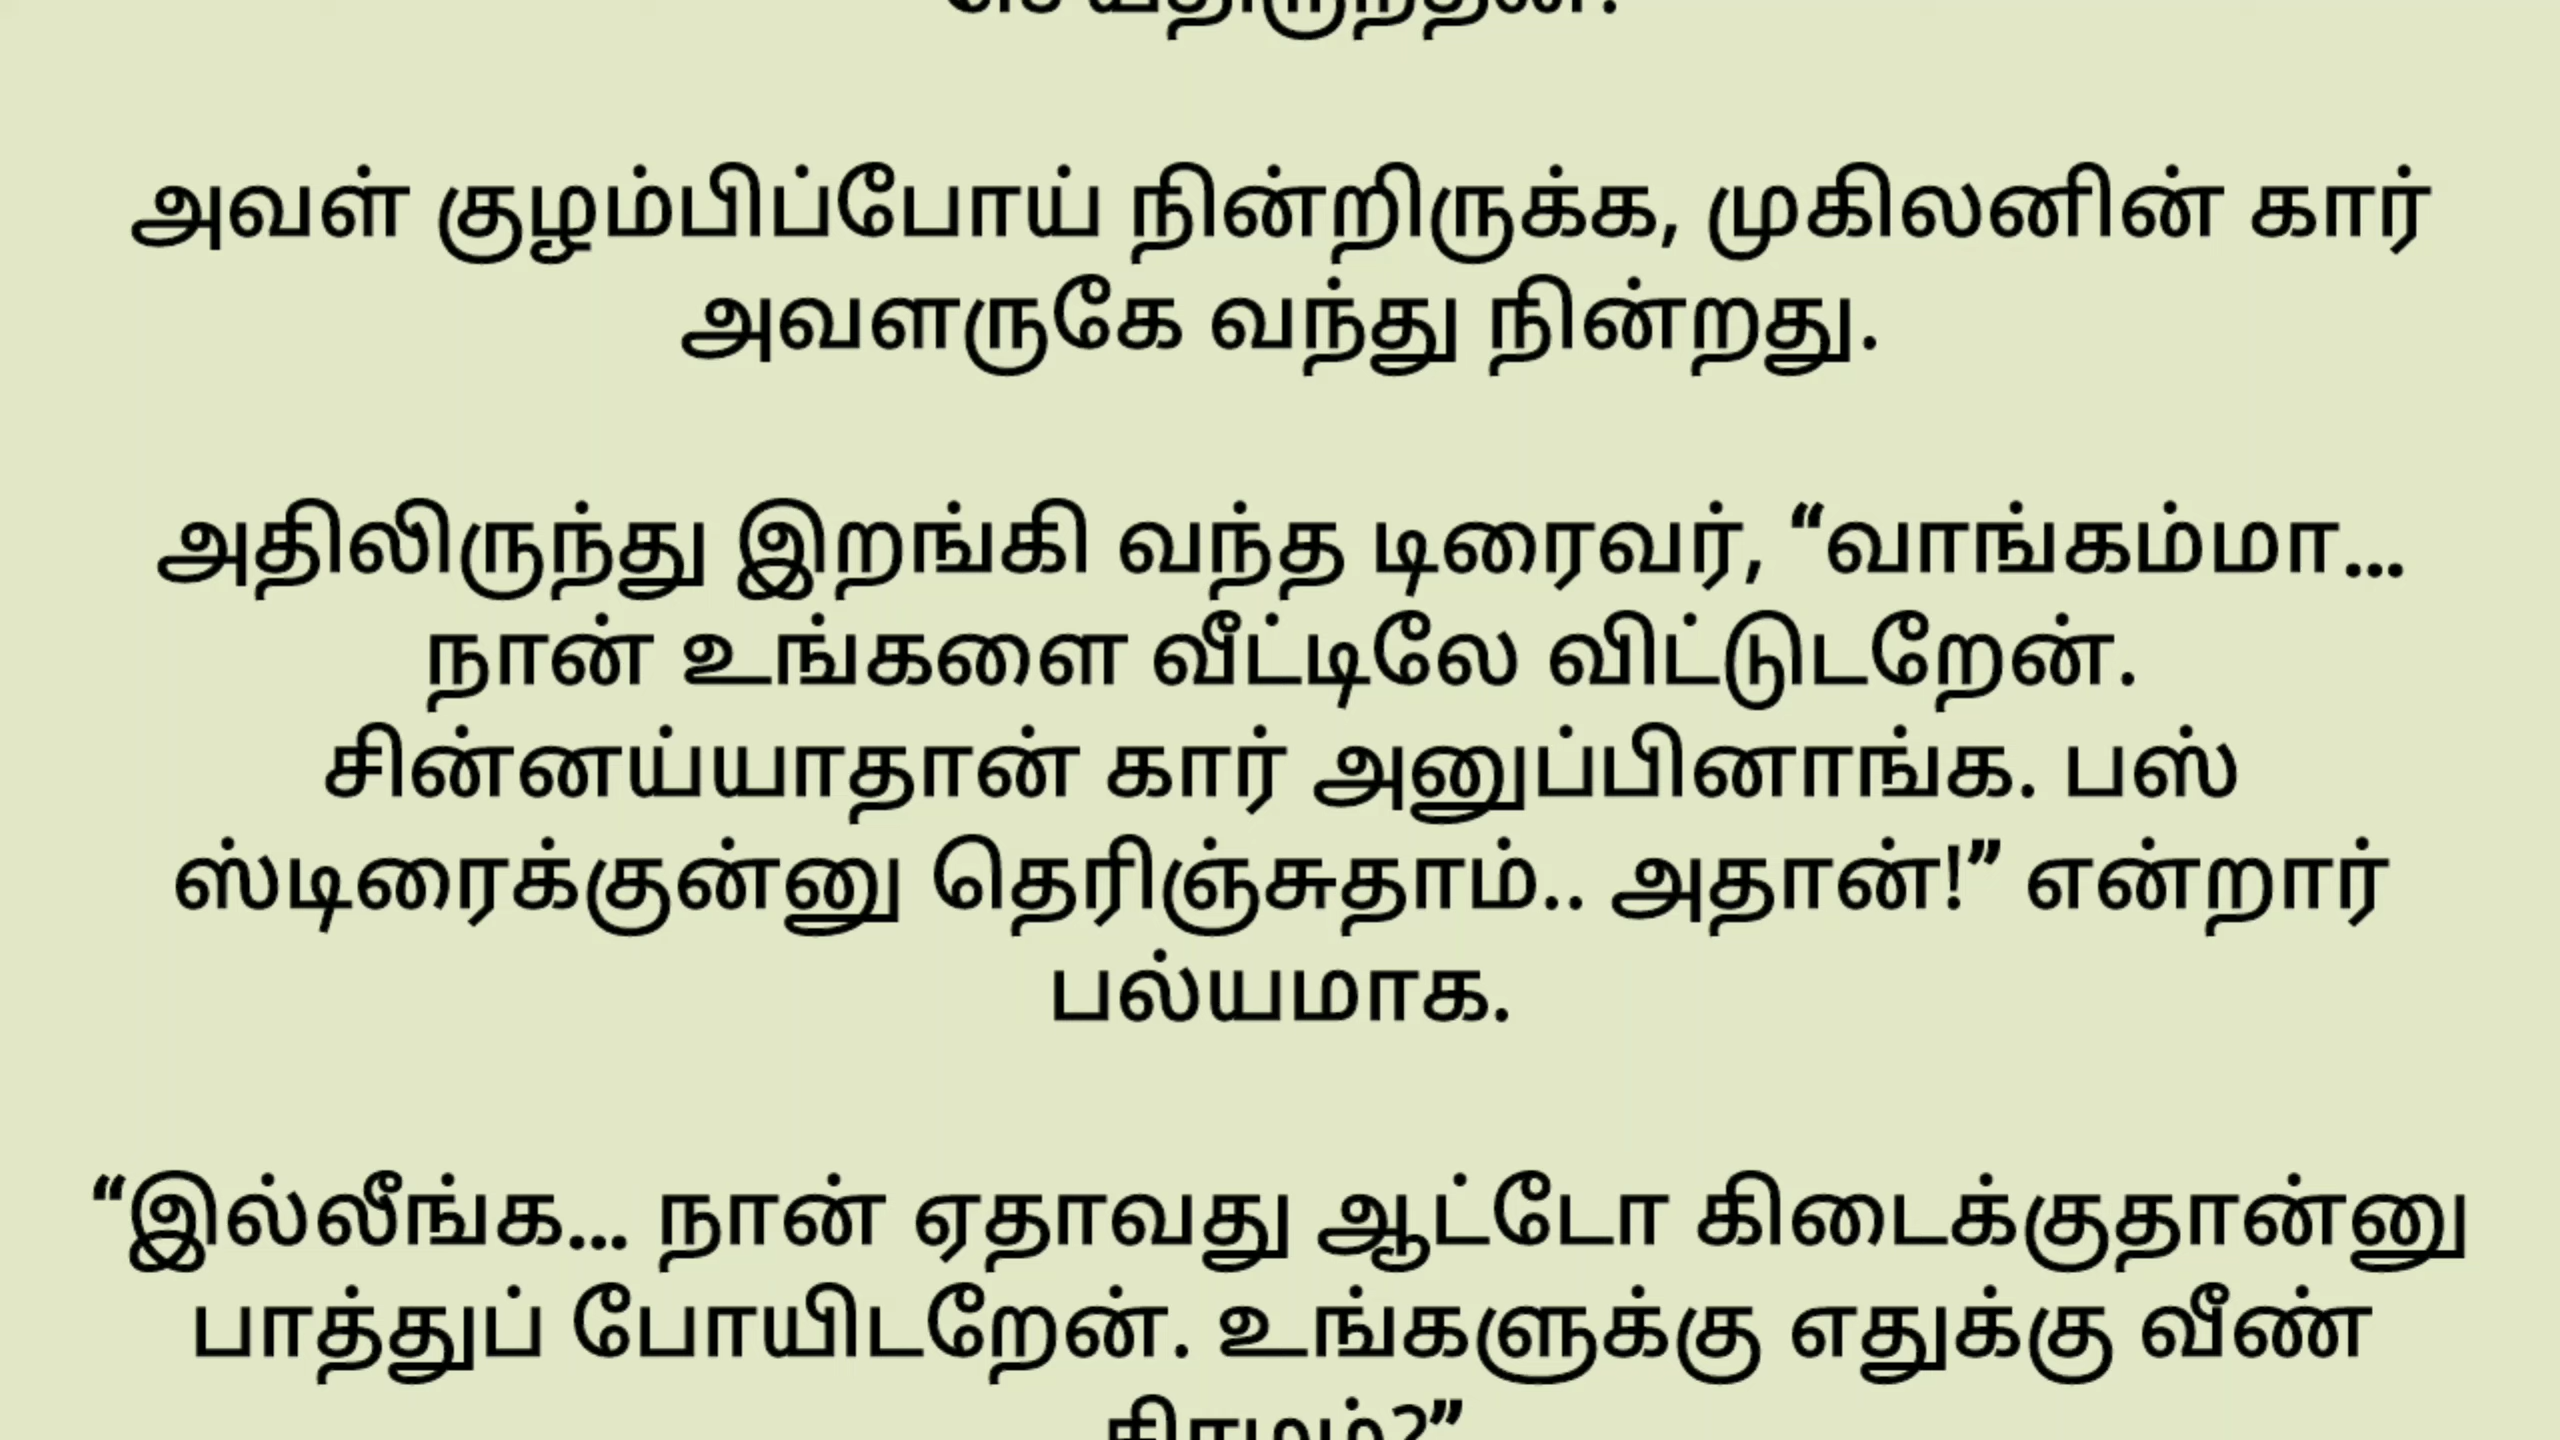 அவள் குழம்பிப்போய் நின்றிருக்க, முகிலனின் கார்
அவளருகே வந்து நின்றது.
அதிலிருந்து இறங்கி வந்த டிரைவர், “வாங்கம்மா...
நான் உங்களை வீட்டிலே விட்டுடறேன்.
சின்னய்யாதான் கார் அனுப்பினாங்க. பஸ்
ஸ்டிரைக்குன்னு தெரிஞ்சுதாம்.. அதான்!” என்றார்
பல்யமாக.
“இல்லீங்க... நான் ஏதாவது ஆட்டோ கிடைக்குதான்னு
பாத்துப் போயிடறேன். உங்களுக்கு எதுக்கு வீண்